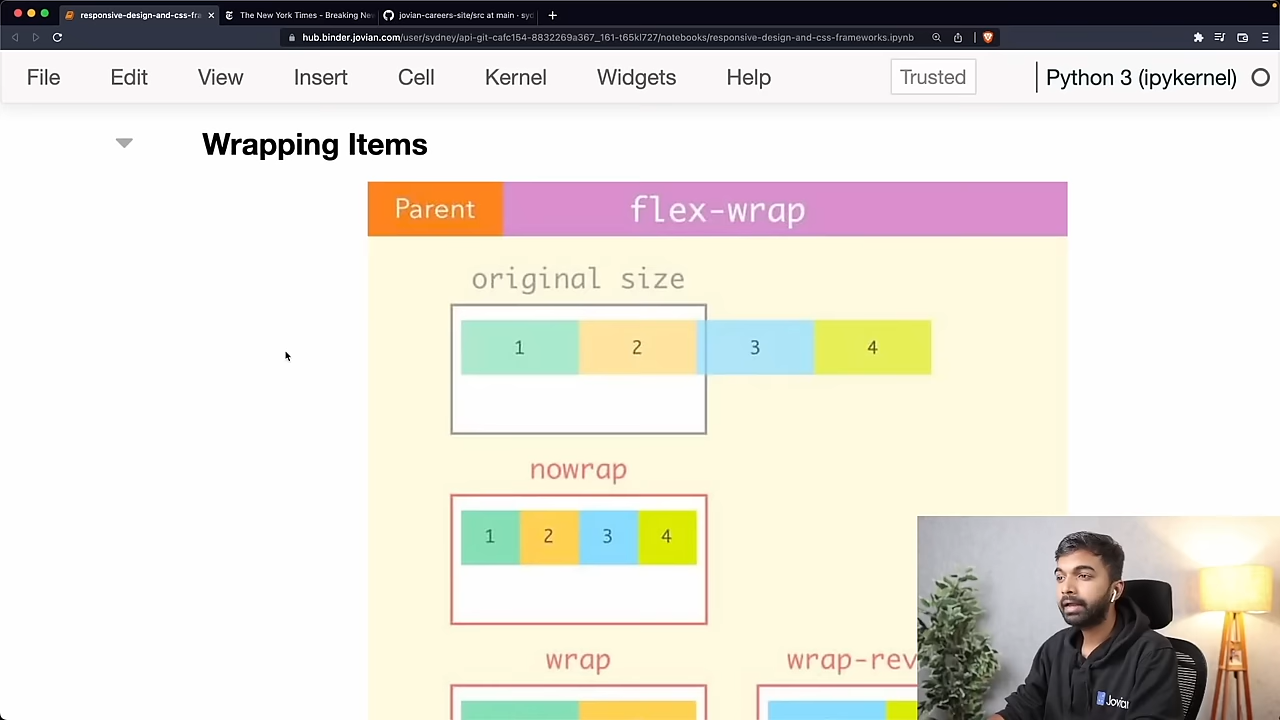 responsive-design-and-css-fra
The New York Times - Breaking Ne
jovian-careers-site/src at main · syd
hub.binder.jovian.com/user/sydney/api-git-cafc154-8832269a367_161-t65kl727/notebooks/responsive-design-and-css-frameworks.ipynb
File Edit View Insert Cell Kernel Widgets Help Trusted Python 3 (ipykernel)
Wrapping Items
Parent flex-wrap
original size
1 2 3 4
nowrap
1 2 3 4
wrap wrap-rev
Jovian